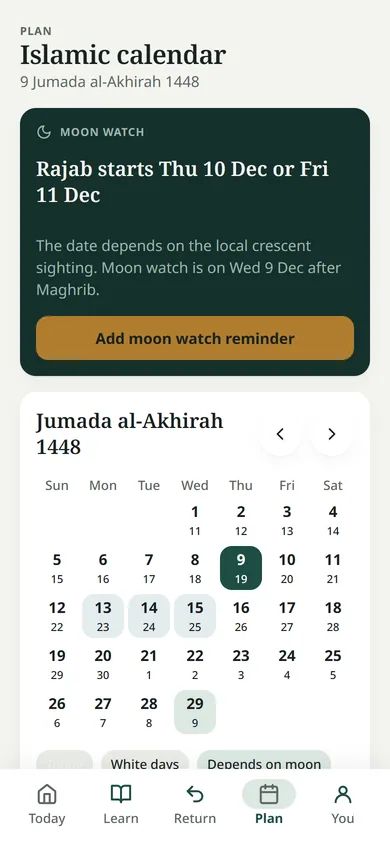 PLAN
Islamic calendar
9 Jumada al-Akhirah 1448
MOON WATCH
Rajab starts Thu 10 Dec or Fri
11 Dec
The date depends on the local crescent
sighting. Moon watch is on Wed 9 Dec after
Maghrib.
Add moon watch reminder
Jumada al-Akhirah
1448
Sun Mon Tue Wed Thu Fri Sat
1 2 3 4
11 12 13 14
5 6 7 8 9 10 11
15 16 17 18 19 20 21
12 13 14 15 16 17 18
22 23 24 25 26 27 28
19 20 21 22 23 24 25
29 30 1 2 3 4 5
26 27 28 29
6 7 8 9
White days Depends on moon
Today Learn Return Plan You